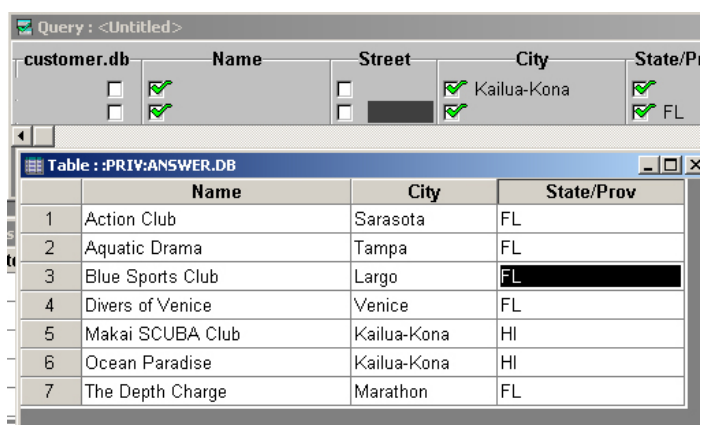 Query : <Untitled>
customer.db Name Street City State/P
Kailua-Kona
FL
Table : :PRIV:ANSWER.DB
Name City State/Prov
1 Action Club Sarasota FL
2 Aquatic Drama Tampa FL
3 Blue Sports Club Largo FL
4 Divers of Venice Venice FL
5 Makai SCUBA Club Kailua-Kona HI
6 Ocean Paradise Kailua-Kona HI
7 The Depth Charge Marathon FL